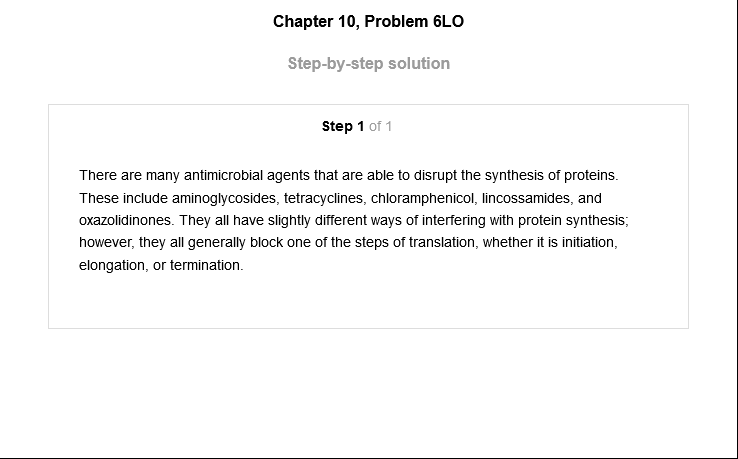 Chapter 10, Problem 6LO
Step-by-step solution
Step 1 of 1
There are many antimicrobial agents that are able to disrupt the synthesis of proteins.
These include aminoglycosides, tetracyclines, chloramphenicol, lincossamides, and
oxazolidinones. They all have slightly different ways of interfering with protein synthesis;
however, they all generally block one of the steps of translation, whether it is initiation,
elongation, or termination.